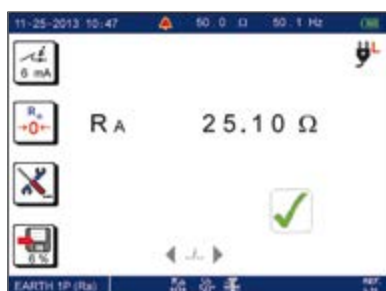 11-25-2013 10:47 50.0 Ω 50.1 Hz
6 mA
RA
→0←
RA 25.10 Ω
6 %
◀ ../.. ▶
EARTH 1P (Ra)